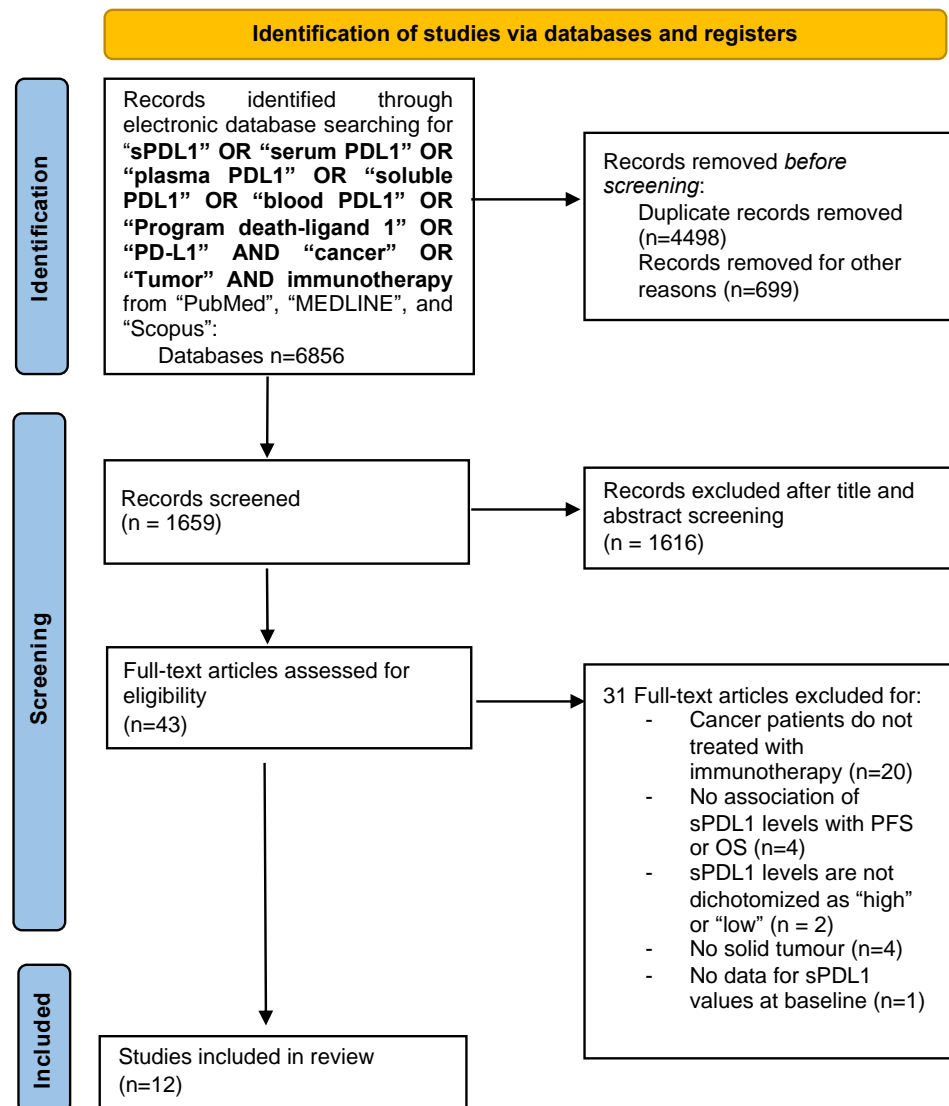 Identification of studies via databases and registers
Identification
Records identified through
electronic database searching for
“sPDL1” OR “serum PDL1” OR
“plasma PDL1” OR “soluble
PDL1” OR “blood PDL1” OR
“Program death-ligand 1” OR
“PD-L1” AND “cancer” OR
“Tumor” AND immunotherapy
from “PubMed”, “MEDLINE”, and
“Scopus”:
Databases n=6856
Records removed before
screening:
Duplicate records removed
(n=4498)
Records removed for other
reasons (n=699)
Screening
Records screened
(n = 1659)
Records excluded after title and
abstract screening
(n = 1616)
Full-text articles assessed for
eligibility
(n=43)
31 Full-text articles excluded for:
- Cancer patients do not
treated with
immunotherapy (n=20)
- No association of
sPDL1 levels with PFS
or OS (n=4)
- sPDL1 levels are not
dichotomized as “high”
or “low” (n = 2)
- No solid tumour (n=4)
- No data for sPDL1
values at baseline (n=1)
Included
Studies included in review
(n=12)